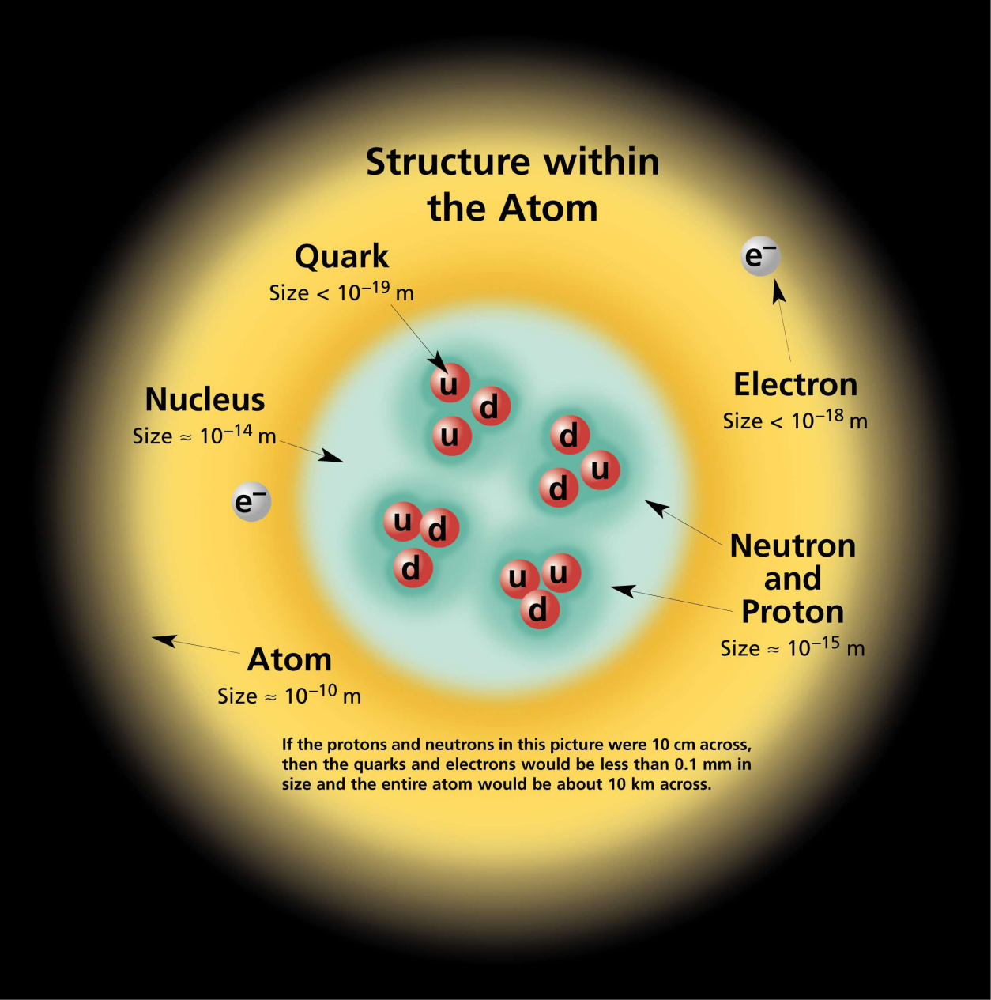 Structure within
the Atom
Quark
Size < 10⁻¹⁹ m
e⁻
Electron
Size < 10⁻¹⁸ m
Nucleus
Size ≈ 10⁻¹⁴ m
e⁻
u
d
u
d
u
d
u
d
d
u
u
d
Neutron
and
Proton
Size ≈ 10⁻¹⁵ m
Atom
Size ≈ 10⁻¹⁰ m
If the protons and neutrons in this picture were 10 cm across,
then the quarks and electrons would be less than 0.1 mm in
size and the entire atom would be about 10 km across.